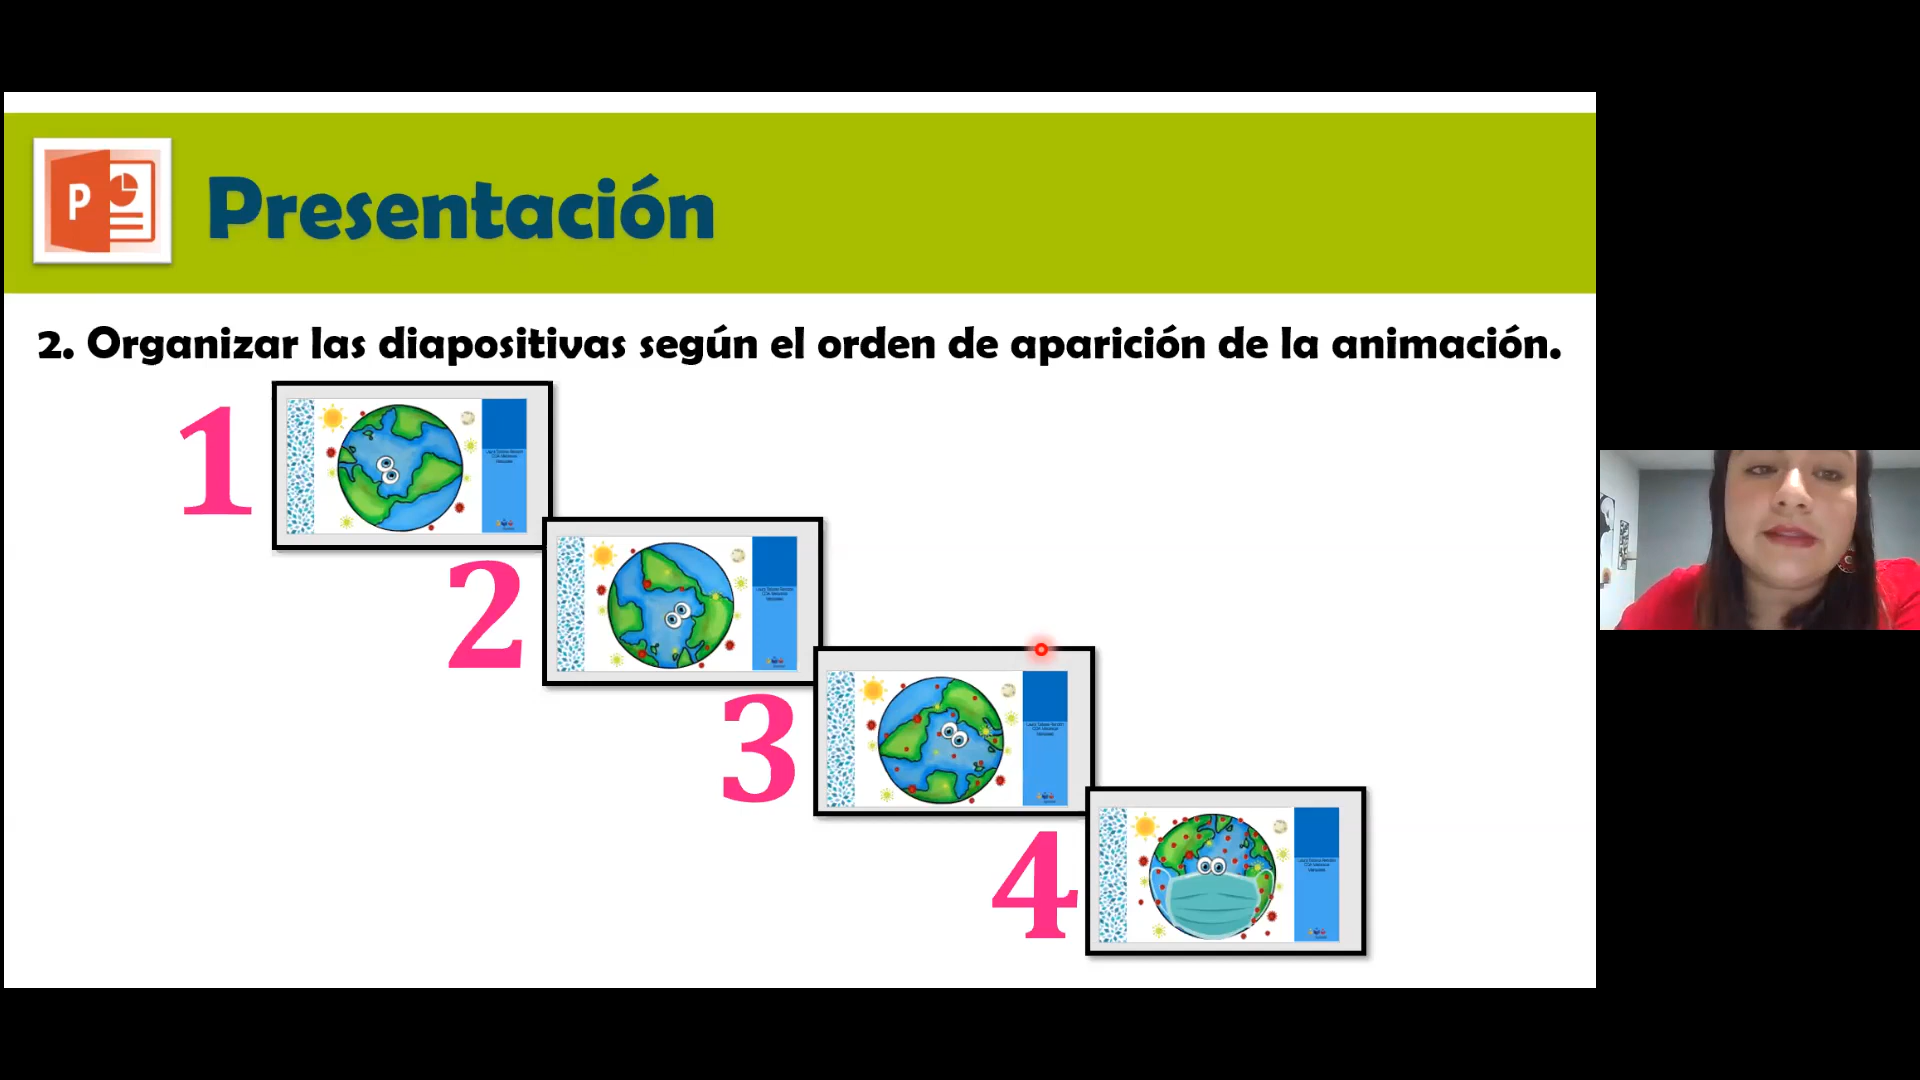 P
Presentación
2. Organizar las diapositivas según el orden de aparición de la animación.
1
2
3
4